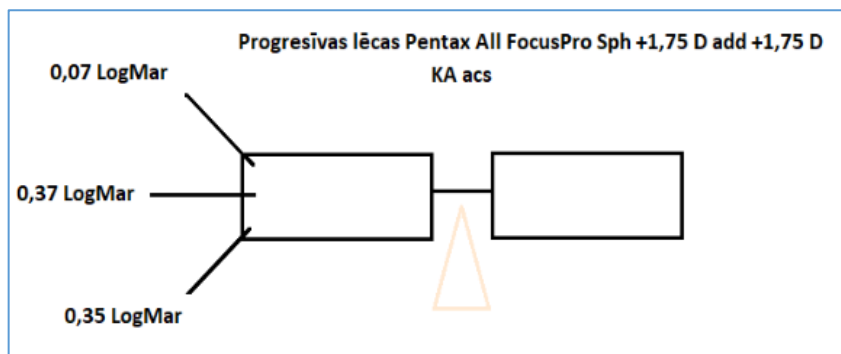 Progresīvas lēcas Pentax All FocusPro Sph +1,75 D add +1,75 D
KA acs
0,07 LogMar
0,37 LogMar
0,35 LogMar